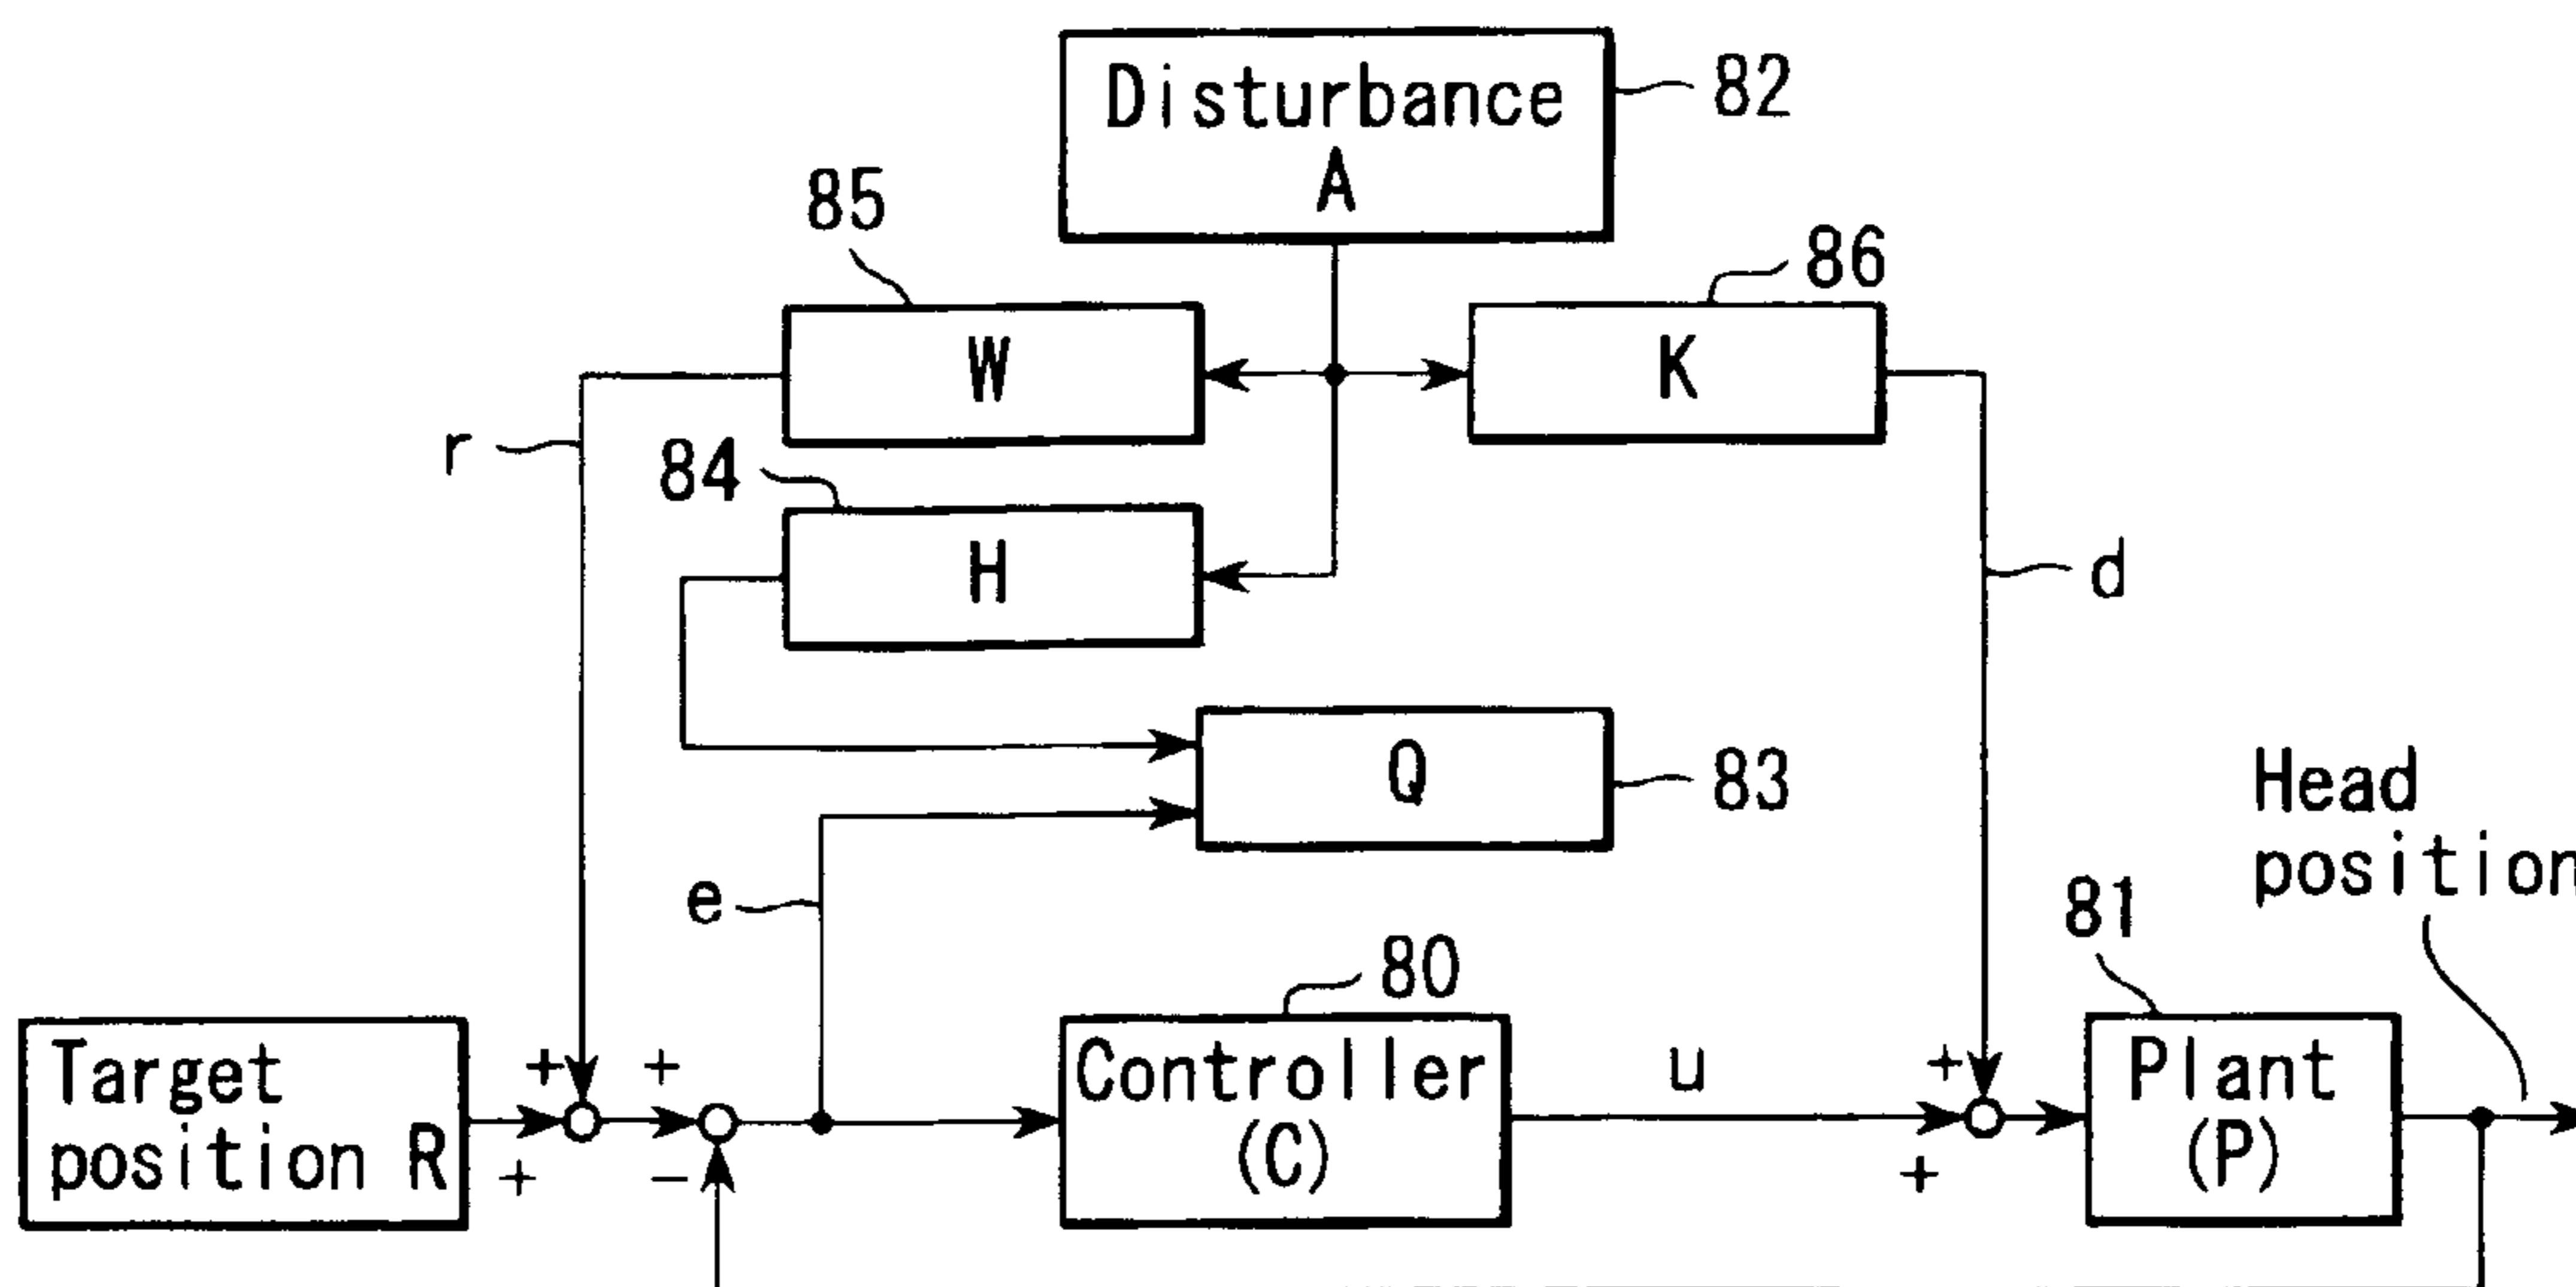 Disturbance
A
82
85
86
W
K
r
84
H
d
Q
83
Head
position
e
81
80
Target
position R
+
+
+
−
Controller
(C)
u
+
+
Plant
(P)